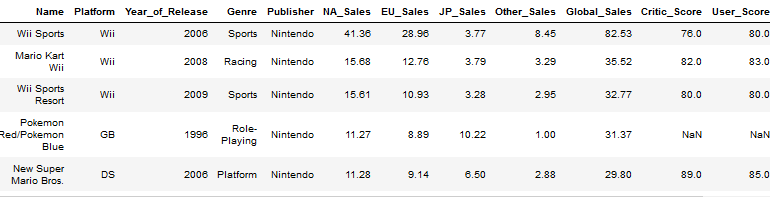 Name Platform Year_of_Release Genre Publisher NA_Sales EU_Sales JP_Sales Other_Sales Global_Sales Critic_Score User_Score
Wii Sports Wii 2006 Sports Nintendo 41.36 28.96 3.77 8.45 82.53 76.0 80.0
Mario Kart
Wii Wii 2008 Racing Nintendo 15.68 12.76 3.79 3.29 35.52 82.0 83.0
Wii Sports
Resort Wii 2009 Sports Nintendo 15.61 10.93 3.28 2.95 32.77 80.0 80.0
Pokemon
Red/Pokemon
Blue GB 1996 Role-
Playing Nintendo 11.27 8.89 10.22 1.00 31.37 NaN NaN
New Super
Mario Bros. DS 2006 Platform Nintendo 11.28 9.14 6.50 2.88 29.80 89.0 85.0